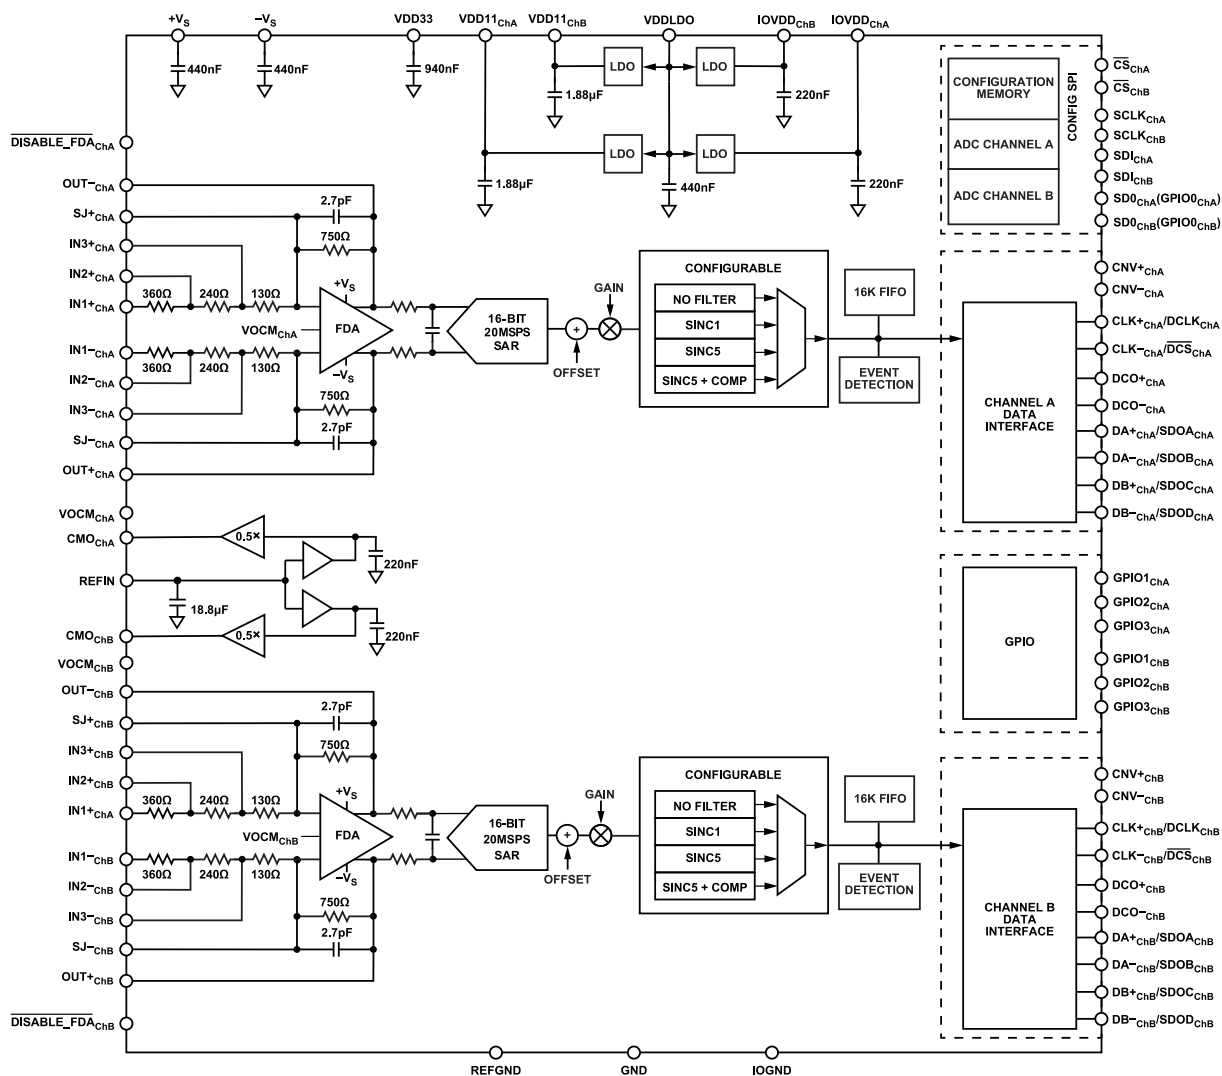 +VS
−VS
VDD33
VDD11ChA
VDD11ChB
VDDLDO
IOVDDChB
IOVDDChA
440nF
440nF
940nF
LDO
LDO
1.88µF
220nF
LDO
LDO
1.88µF
440nF
220nF
CONFIGURATION
MEMORY
ADC CHANNEL A
ADC CHANNEL B
CONFIG SPI
CSChA
CSChB
SCLKChA
SCLKChB
SDIChA
SDIChB
SD0ChA(GPIO0ChA)
SD0ChB(GPIO0ChB)
DISABLE_FDAChA
OUT−ChA
SJ+ChA
IN3+ChA
IN2+ChA
IN1+ChA
IN1−ChA
IN2−ChA
IN3−ChA
SJ−ChA
OUT+ChA
2.7pF
750Ω
360Ω
240Ω
130Ω
+VS
VOCMChA
FDA
−VS
360Ω
240Ω
130Ω
750Ω
2.7pF
16-BIT
20MSPS
SAR
+
OFFSET
GAIN
CONFIGURABLE
NO FILTER
SINC1
SINC5
SINC5 + COMP
16K FIFO
EVENT
DETECTION
CHANNEL A
DATA
INTERFACE
CNV+ChA
CNV−ChA
CLK+ChA/DCLKChA
CLK−ChA/DCSChA
DCO+ChA
DCO−ChA
DA+ChA/SDOAChA
DA−ChA/SDOBChA
DB+ChA/SDOCChA
DB−ChA/SDODChA
VOCMChA
CMOChA
REFIN
CMOChB
VOCMChB
0.5×
220nF
18.8µF
0.5×
220nF
GPIO
GPIO1ChA
GPIO2ChA
GPIO3ChA
GPIO1ChB
GPIO2ChB
GPIO3ChB
OUT−ChB
SJ+ChB
IN3+ChB
IN2+ChB
IN1+ChA
IN1−ChB
IN2−ChB
IN3−ChB
SJ−ChB
OUT+ChB
DISABLE_FDAChB
2.7pF
750Ω
360Ω
240Ω
130Ω
+VS
VOCMChB
FDA
−VS
360Ω
240Ω
130Ω
750Ω
2.7pF
16-BIT
20MSPS
SAR
+
OFFSET
GAIN
CONFIGURABLE
NO FILTER
SINC1
SINC5
SINC5 + COMP
16K FIFO
EVENT
DETECTION
CHANNEL B
DATA
INTERFACE
CNV+ChB
CNV−ChB
CLK+ChB/DCLKChB
CLK−ChB/DCSChB
DCO+ChB
DCO−ChB
DA+ChB/SDOAChB
DA−ChB/SDOBChB
DB+ChB/SDOCChB
DB−ChB/SDODChB
REFGND
GND
IOGND